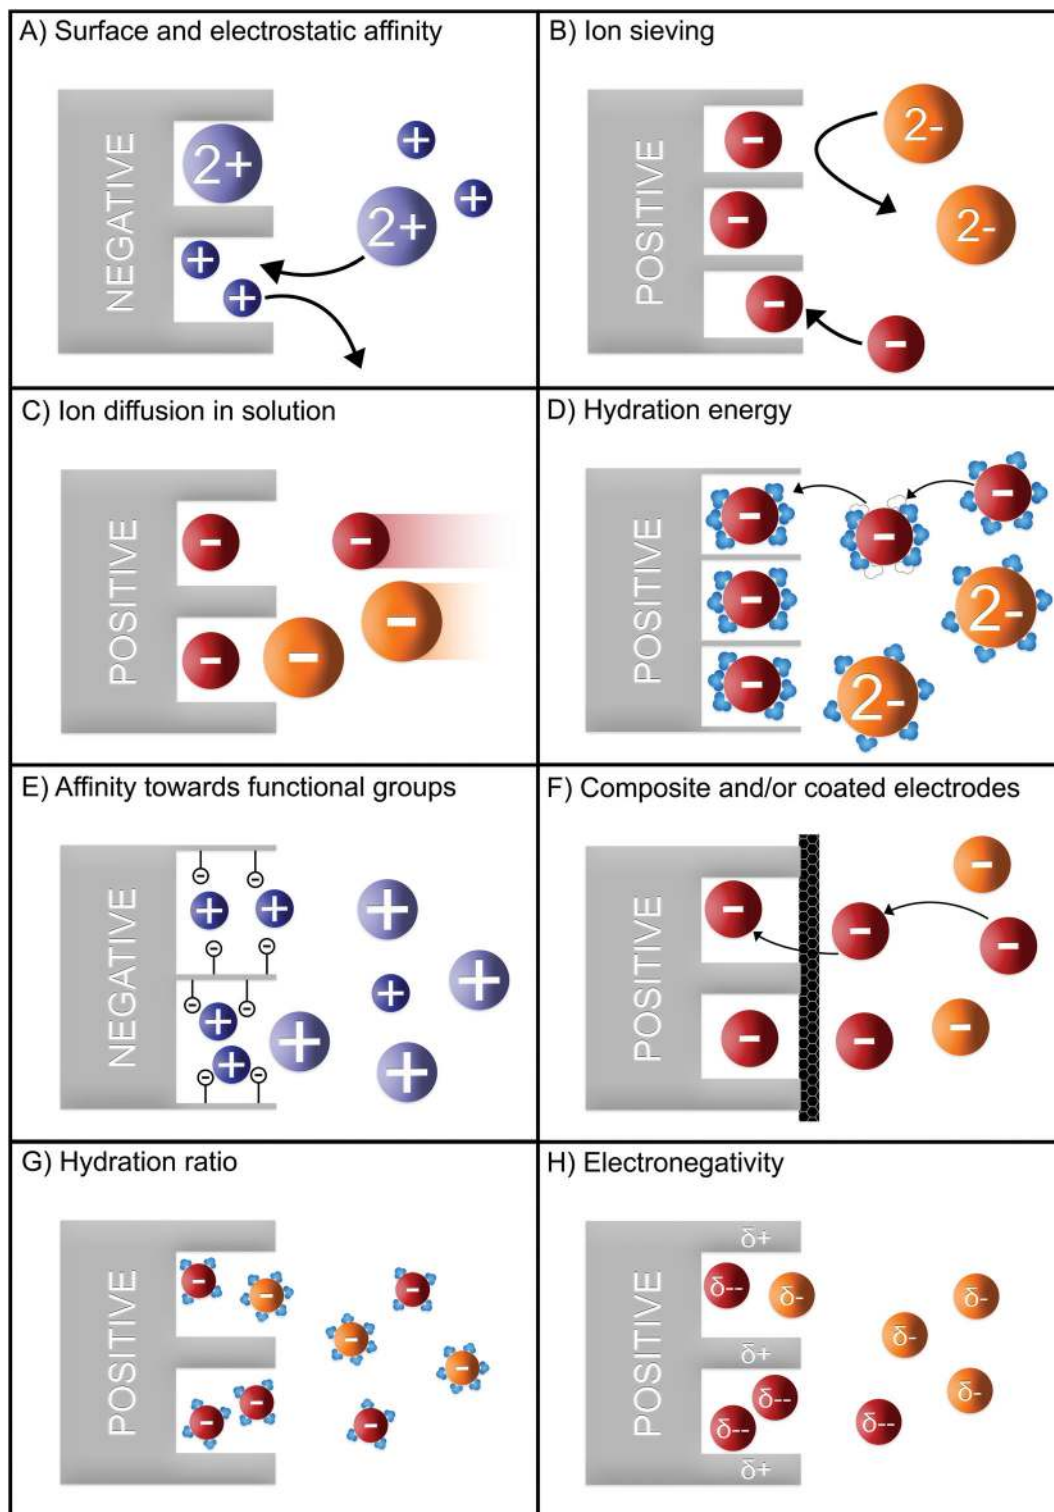 A) Surface and electrostatic affinity
NEGATIVE
2+
+
+
2+
+
+
B) Ion sieving
POSITIVE
-
-
-
2-
2-
-
C) Ion diffusion in solution
POSITIVE
-
-
-
-
-
D) Hydration energy
POSITIVE
-
-
-
-
-
2-
2-
E) Affinity towards functional groups
NEGATIVE
-
-
+
+
-
-
-
-
+
+
-
-
+
+
+
+
+
F) Composite and/or coated electrodes
POSITIVE
-
-
-
-
-
-
-
G) Hydration ratio
POSITIVE
-
-
-
-
-
-
-
-
H) Electronegativity
POSITIVE
δ+
δ--
δ-
δ+
δ--
δ--
δ+
δ-
δ-
δ-
δ--